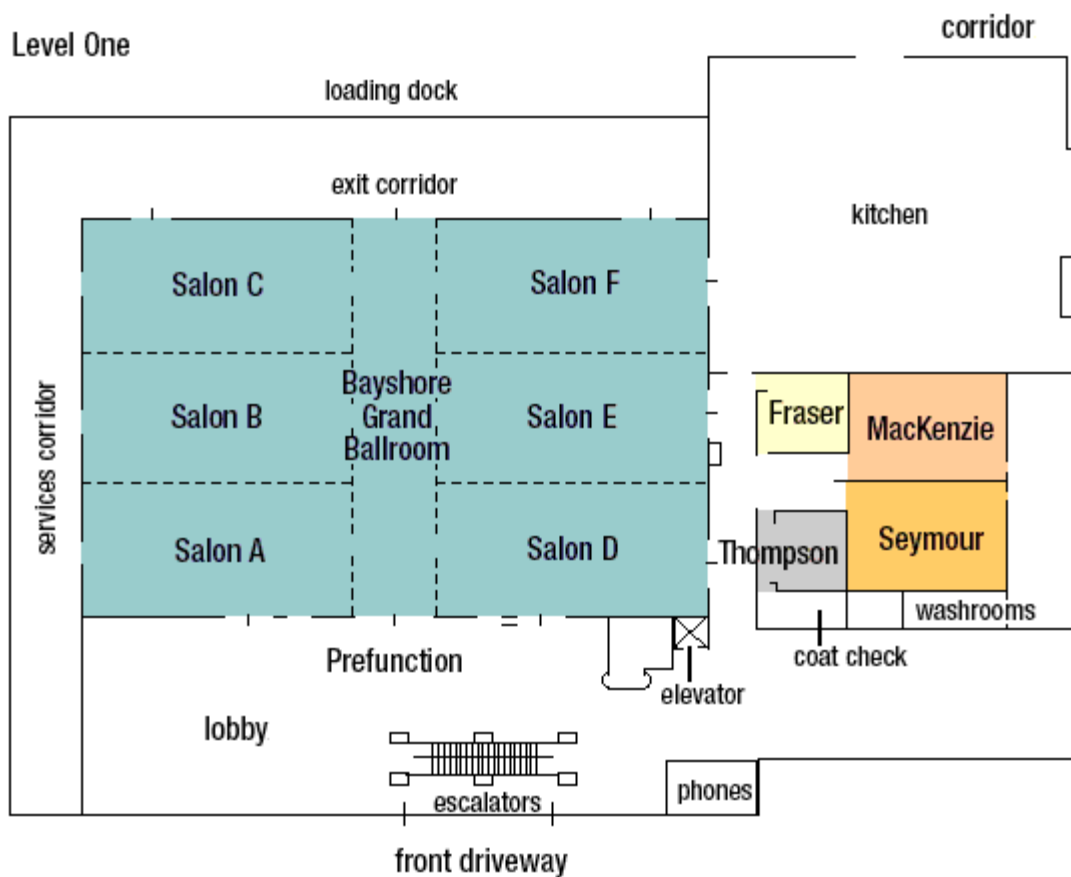 corridor
Level One
loading dock
exit corridor
kitchen
Salon C
Salon F
Bayshore
Grand
Ballroom
Salon B
Salon E
Fraser
MacKenzie
services corridor
Salon A
Salon D
Thompson
Seymour
washrooms
coat check
Prefunction
elevator
lobby
phones
escalators
front driveway